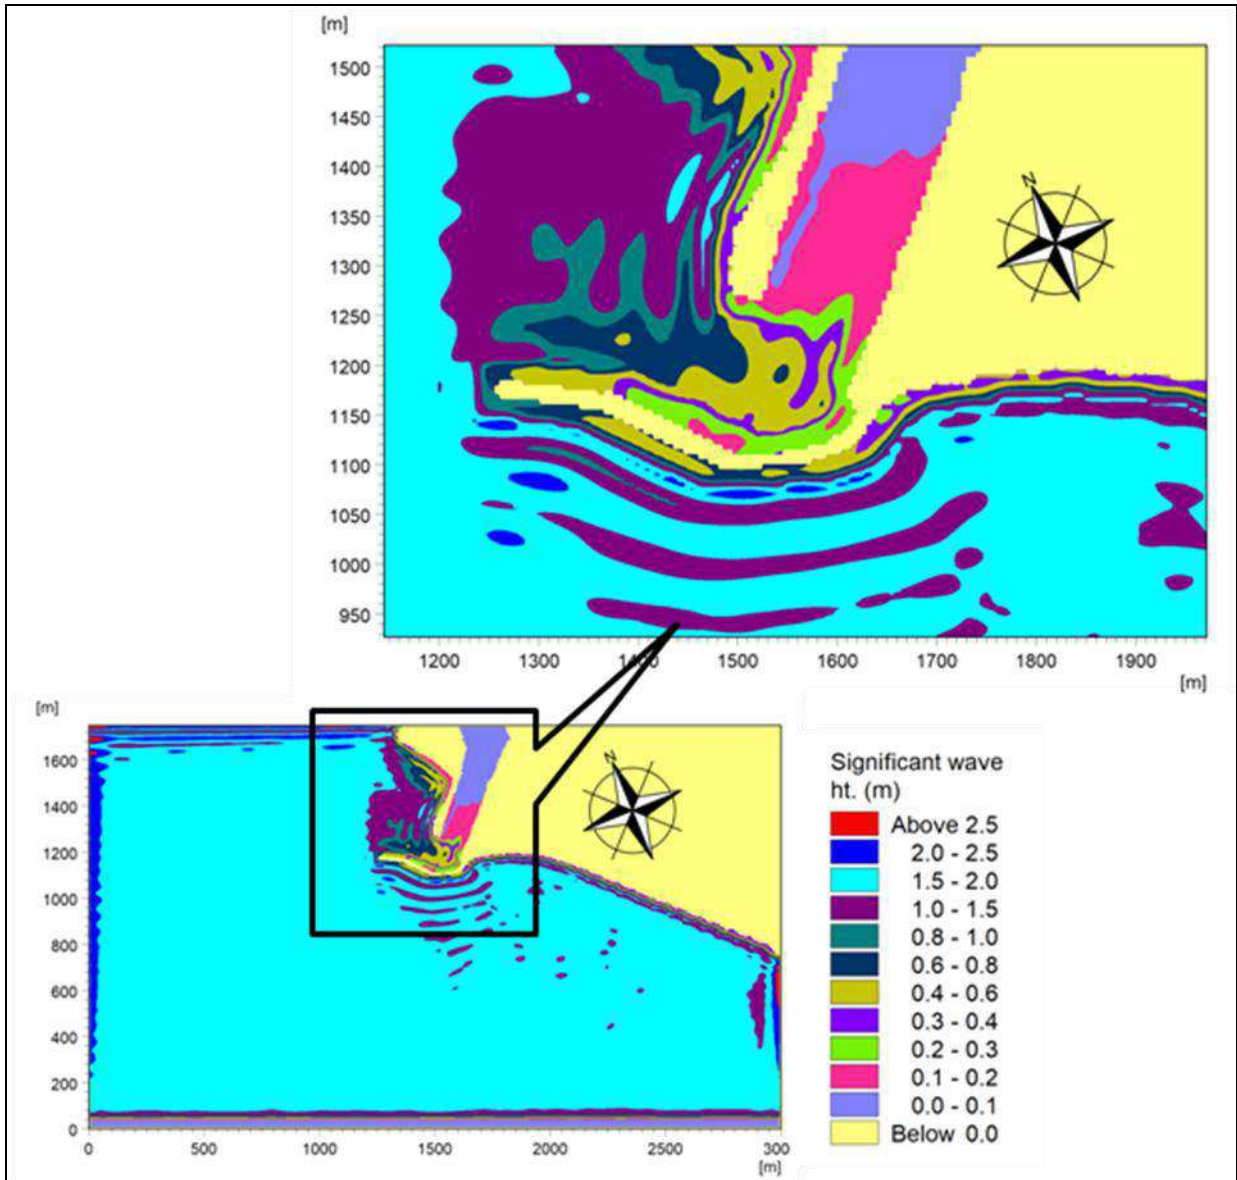 [m]
1500
1450
1400
1350
1300
1250
1200
1150
1100
1050
1000
950
N
1200 1300 1400 1500 1600 1700 1800 1900
[m]
[m]
1600
1400
1200
1000
800
600
400
200
0
N
0 500 1000 1500 2000 2500 300
[m]
Significant wave
ht. (m)
Above 2.5
2.0 - 2.5
1.5 - 2.0
1.0 - 1.5
0.8 - 1.0
0.6 - 0.8
0.4 - 0.6
0.3 - 0.4
0.2 - 0.3
0.1 - 0.2
0.0 - 0.1
Below 0.0